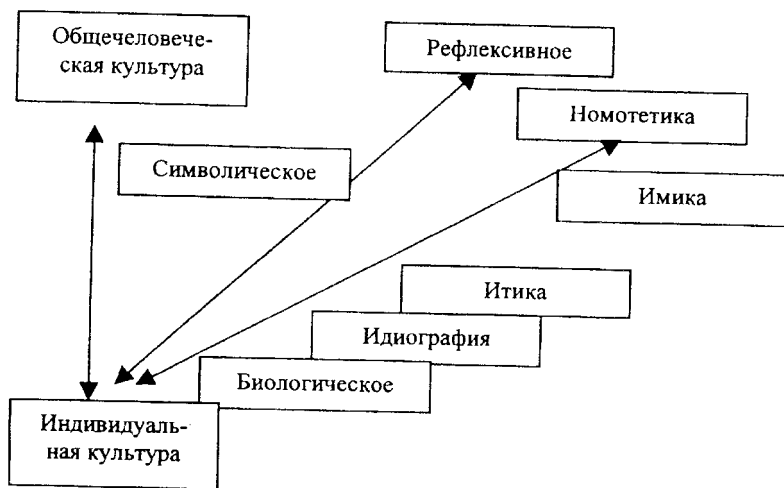 Общечеловече-
ская культура
Рефлексивное
Номотетика
Символическое
Имика
Итика
Идиография
Биологическое
Индивидуаль-
ная культура